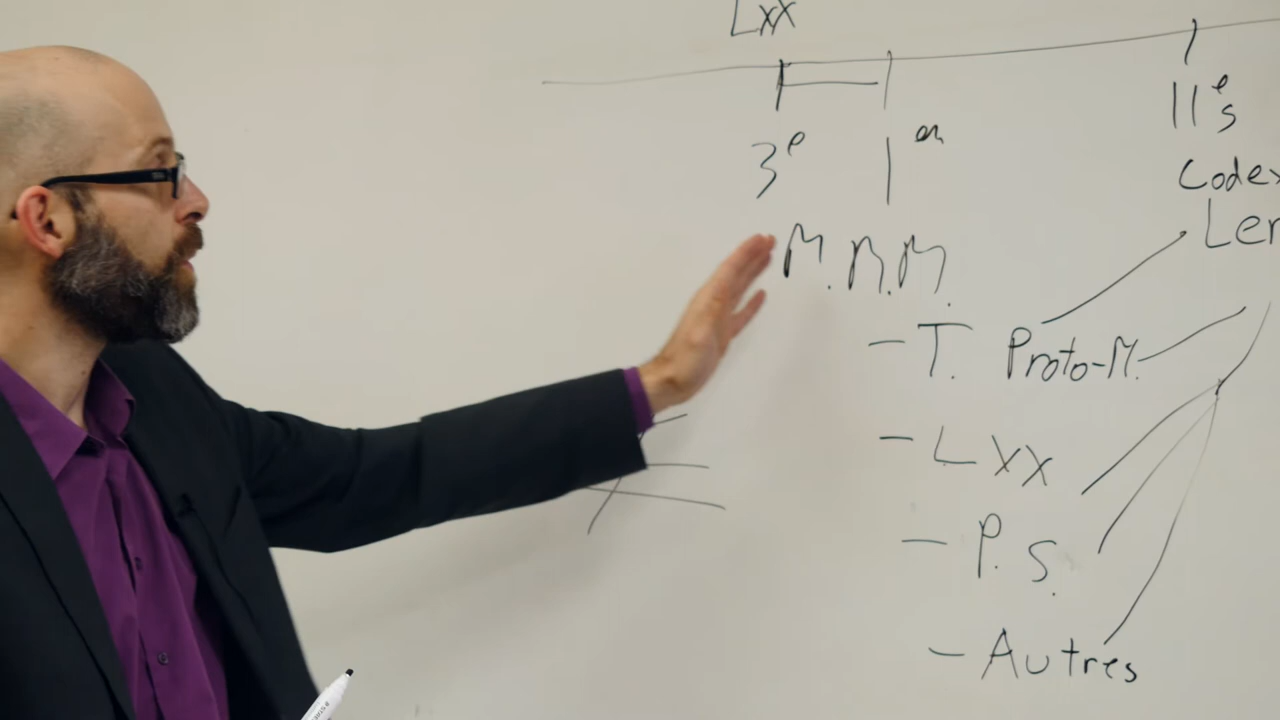 Lxx
3e 1er 11e s
Codex
Len
M. M. M.
- T. Proto-M.
- Lxx
- P. S.
- Autres